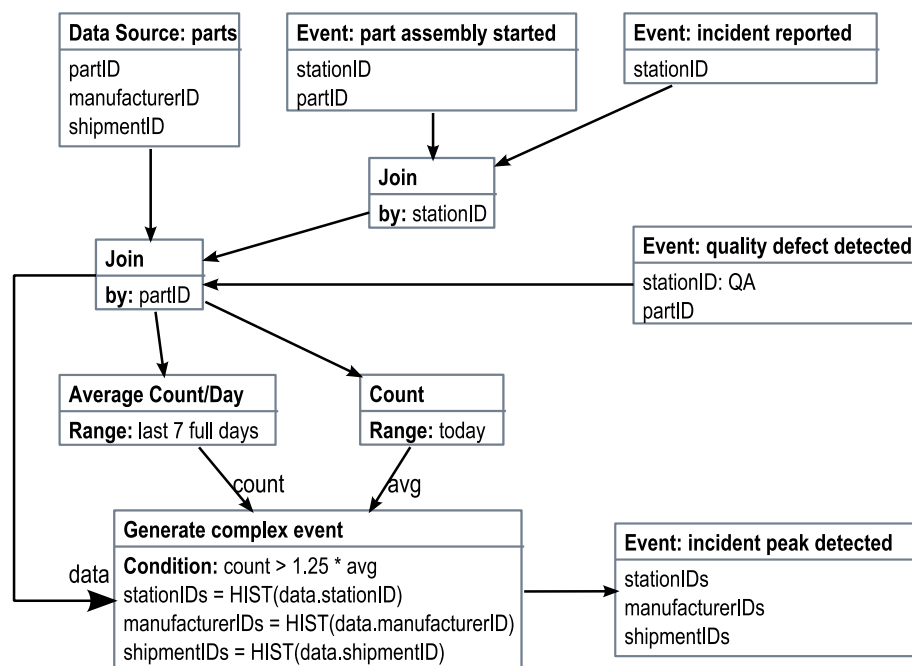 Data Source: parts
partID
manufacturerID
shipmentID
Event: part assembly started
stationID
partID
Event: incident reported
stationID
Join
by: stationID
Join
by: partID
Event: quality defect detected
stationID: QA
partID
Average Count/Day
Range: last 7 full days
Count
Range: today
count
avg
data
Generate complex event
Condition: count > 1.25 * avg
stationIDs = HIST(data.stationID)
manufacturerIDs = HIST(data.manufacturerID)
shipmentIDs = HIST(data.shipmentID)
Event: incident peak detected
stationIDs
manufacturerIDs
shipmentIDs